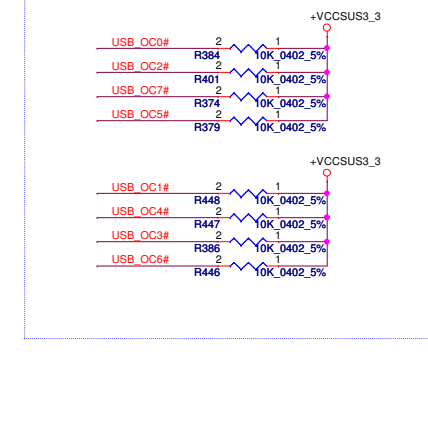 +VCCSUS3_3
USB_OC0# 2 1
R384 10K_0402_5%
USB_OC2# 2 1
R401 10K_0402_5%
USB_OC7# 2 1
R374 10K_0402_5%
USB_OC5# 2 1
R379 10K_0402_5%
+VCCSUS3_3
USB_OC1# 2 1
R448 10K_0402_5%
USB_OC4# 2 1
R447 10K_0402_5%
USB_OC3# 2 1
R386 10K_0402_5%
USB_OC6# 2 1
R446 10K_0402_5%